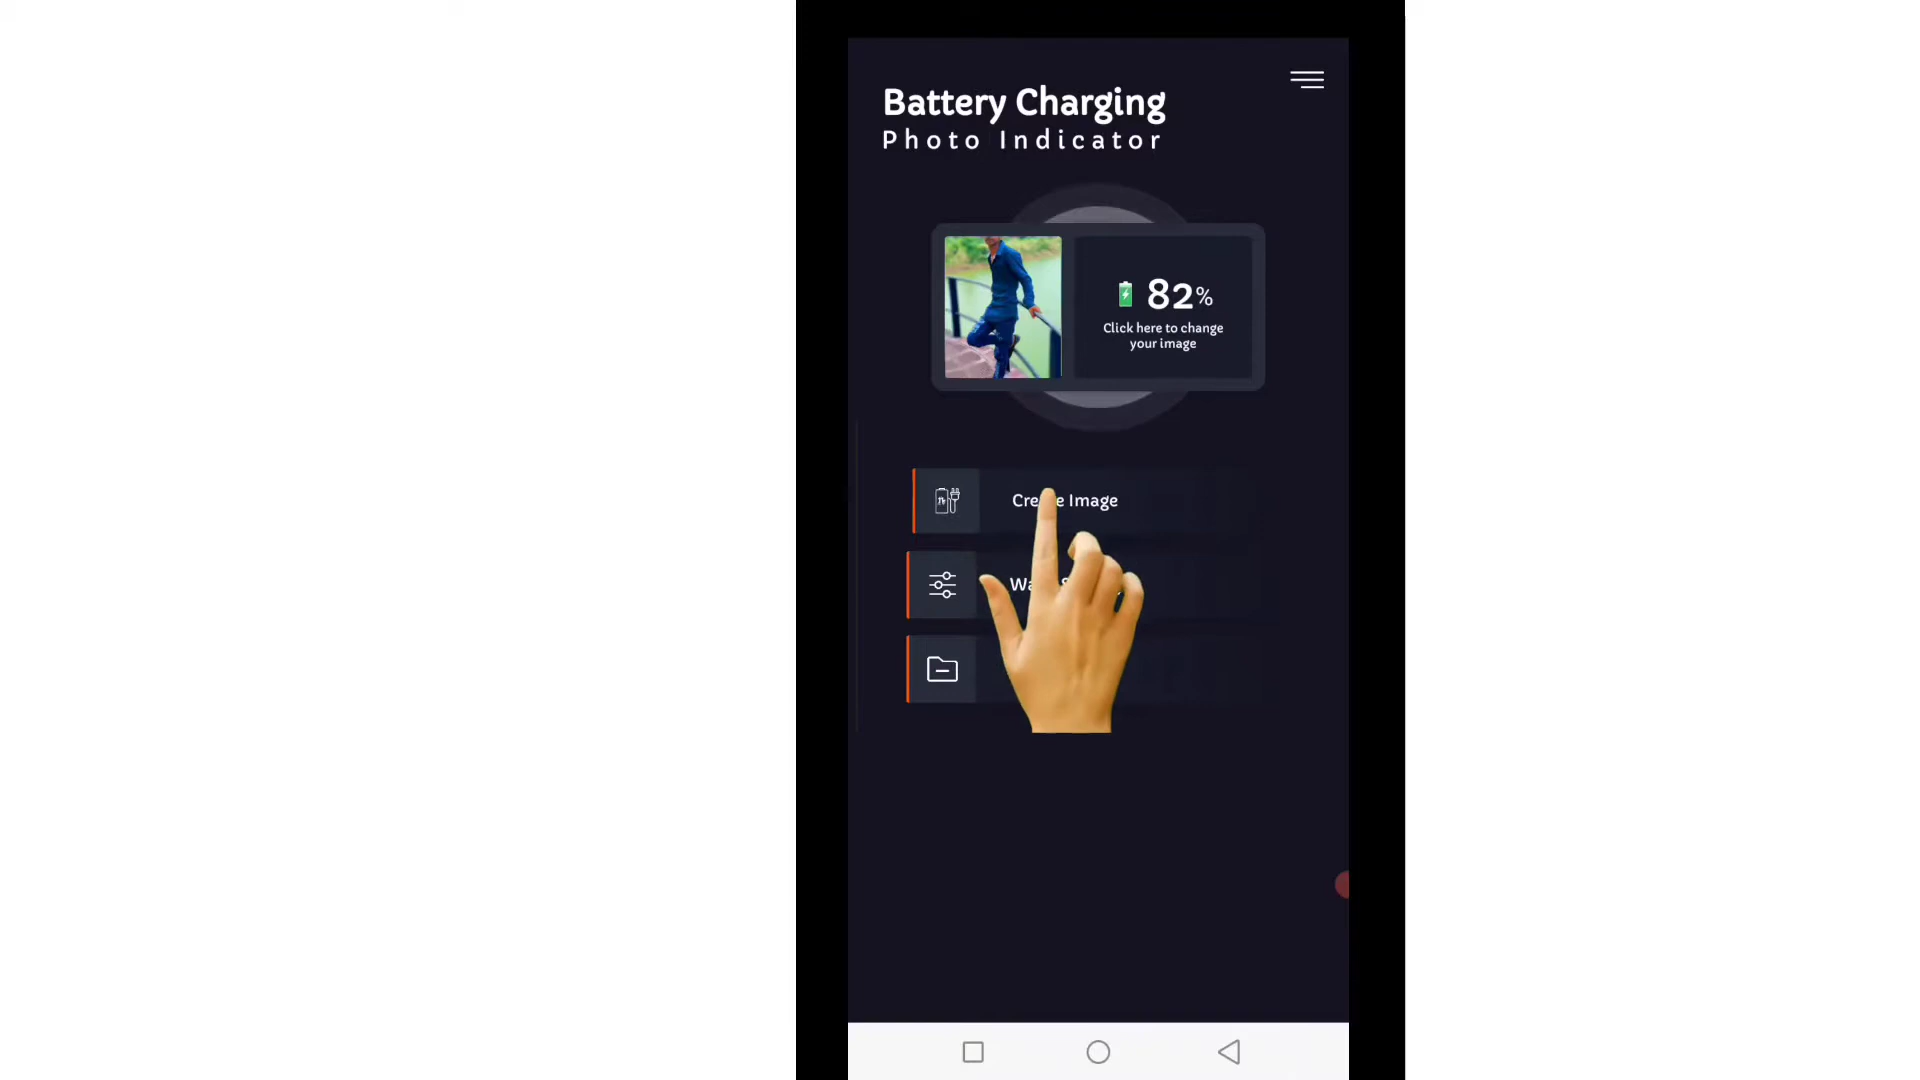 Battery Charging
Photo Indicator
82%
Click here to change
your image
Image